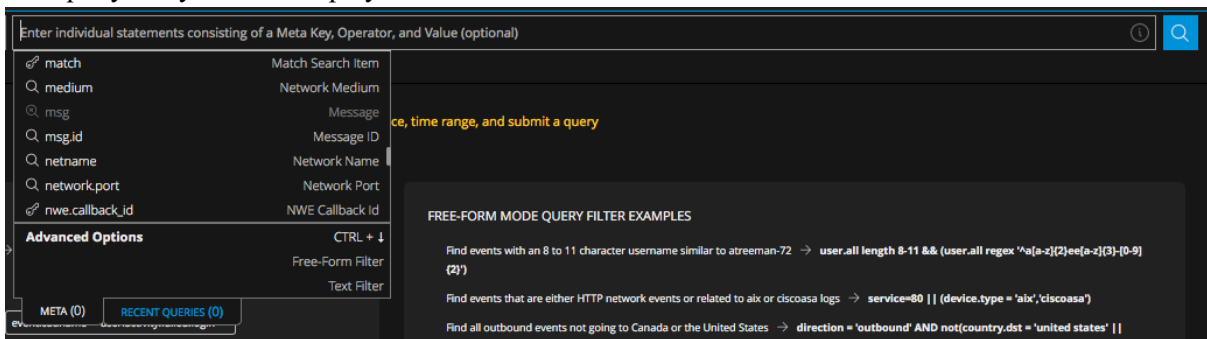 Enter individual statements consisting of a Meta Key, Operator, and Value (optional)
match Match Search Item
medium Network Medium
msg Message
msg.id Message ID
netname Network Name
network.port Network Port
nwe.callback_id NWE Callback Id
Advanced Options CTRL + ↓
Free-Form Filter
Text Filter
META (0) RECENT QUERIES (0)
ce, time range, and submit a query
FREE-FORM MODE QUERY FILTER EXAMPLES
Find events with an 8 to 11 character username similar to atreeman-72 → user.all length 8-11 && (user.all regex '^a[a-z]{2}ee[a-z]{3}-[0-9]
{2}')
Find events that are either HTTP network events or related to aix or ciscoasa logs → service=80 || (device.type = 'aix','ciscoasa')
Find all outbound events not going to Canada or the United States → direction = 'outbound' AND not(country.dst = 'united states' ||